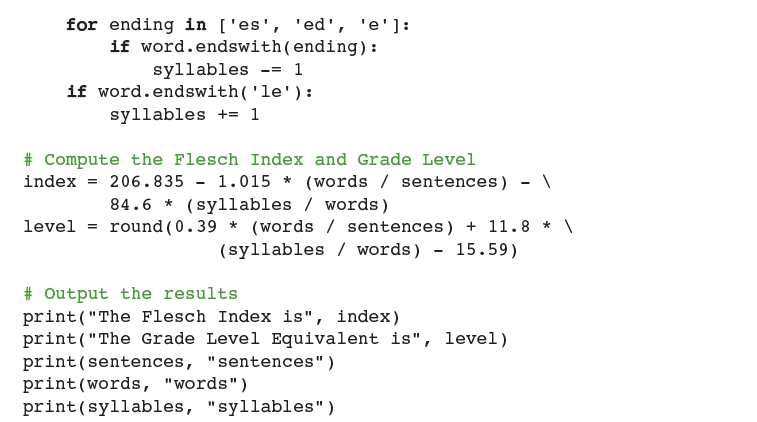 for ending in ['es', 'ed', 'e']:
        if word.endswith(ending):
            syllables -= 1
    if word.endswith('le'):
        syllables += 1

# Compute the Flesch Index and Grade Level
index = 206.835 - 1.015 * (words / sentences) - \
        84.6 * (syllables / words)
level = round(0.39 * (words / sentences) + 11.8 * \
                  (syllables / words) - 15.59)

# Output the results
print("The Flesch Index is", index)
print("The Grade Level Equivalent is", level)
print(sentences, "sentences")
print(words, "words")
print(syllables, "syllables")